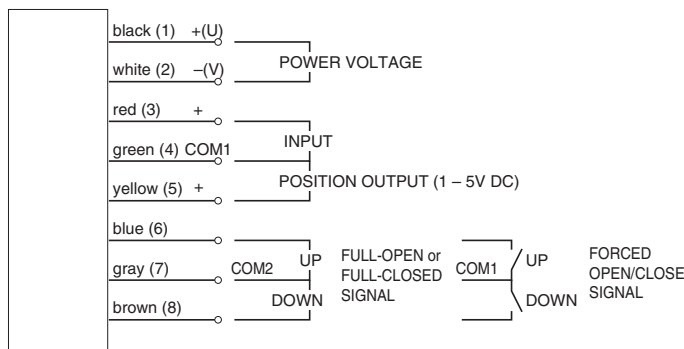 black (1) +(U)
POWER VOLTAGE
white (2) –(V)
red (3) +
INPUT
green (4) COM1
POSITION OUTPUT (1 – 5V DC)
yellow (5) +
blue (6)
UP
gray (7) COM2
DOWN
brown (8)
FULL-OPEN or
FULL-CLOSED
SIGNAL
COM1
UP
DOWN
FORCED
OPEN/CLOSE
SIGNAL